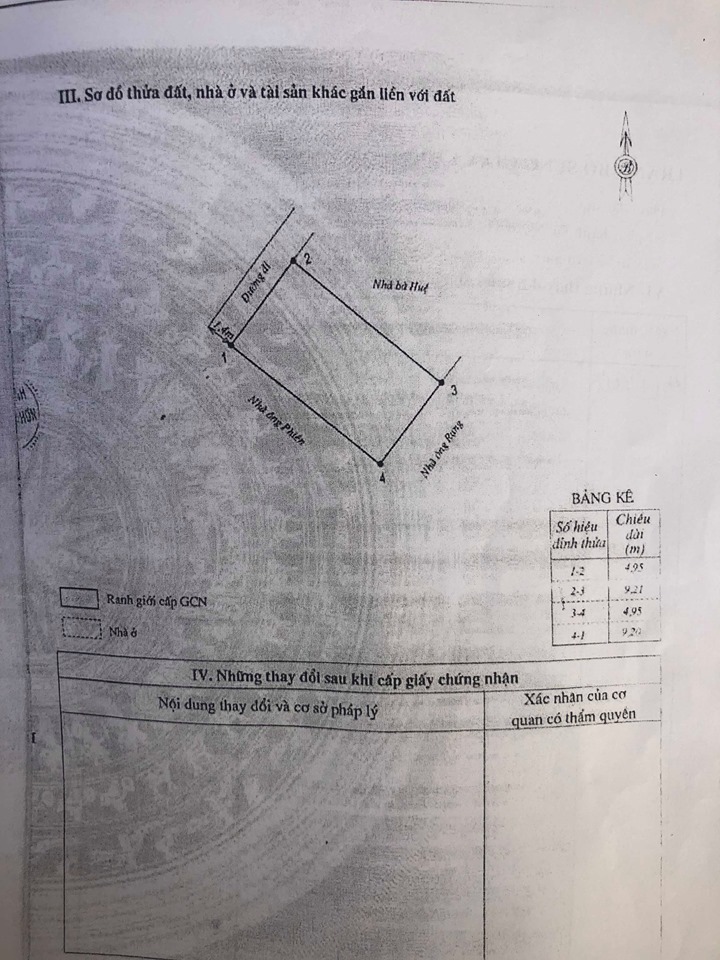 III. Sơ đồ thửa đất, nhà ở và tài sản khác gắn liền với đất
B
Đường đi
2
Nhà bà Huệ
1.4m
1
3
Nhà ông Phiên
Nhà ông Rạng
4
BẢNG KÊ
Số hiệu đỉnh thửa
Chiều dài (m)
1-2 4.95
2-3 9.21
3-4 4.95
4-1 9.20
Ranh giới cấp GCN
Nhà ở
IV. Những thay đổi sau khi cấp giấy chứng nhận
Nội dung thay đổi và cơ sở pháp lý
Xác nhận của cơ
quan có thẩm quyền